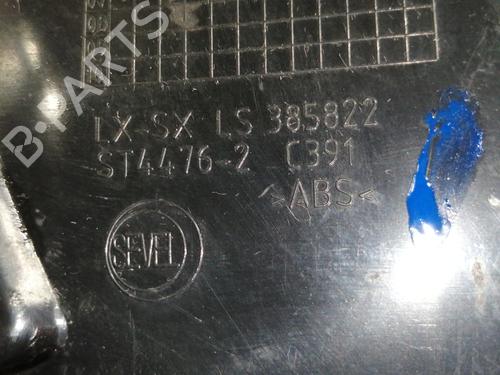 B-PARTS
LX-SX LS 385822
ST4476-2 C391
>ABS<
SEVEL